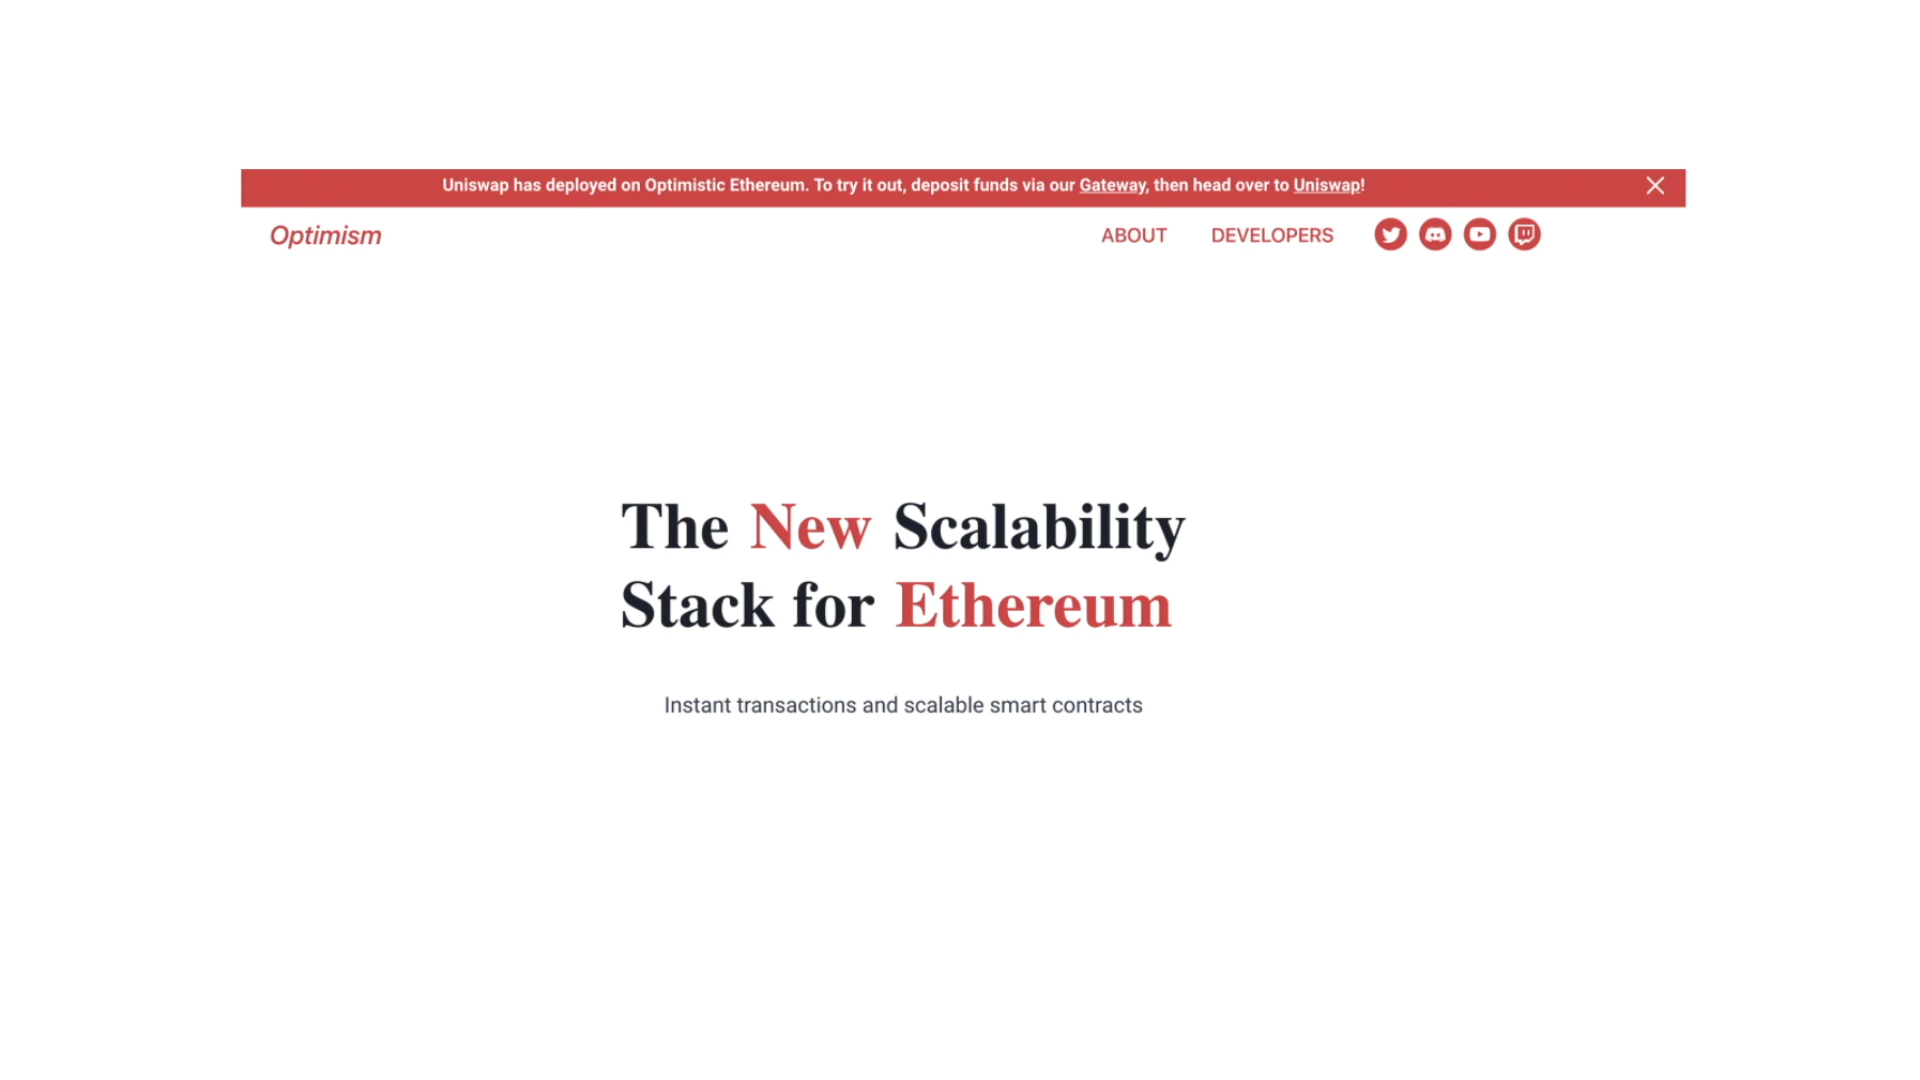 Uniswap has deployed on Optimistic Ethereum. To try it out, deposit funds via our Gateway, then head over to Uniswap!
Optimism
ABOUT
DEVELOPERS
The New Scalability
Stack for Ethereum
Instant transactions and scalable smart contracts